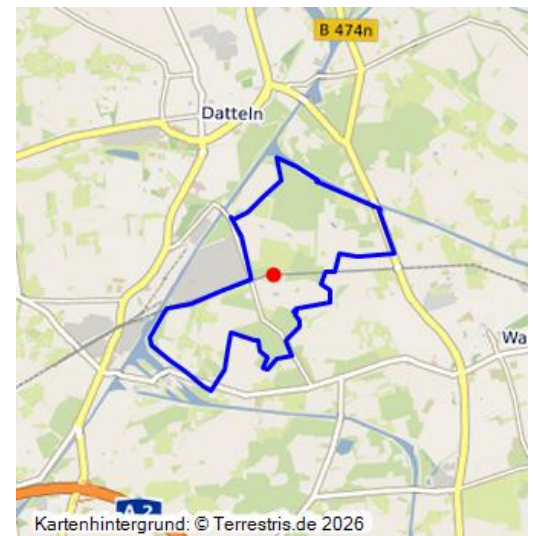 B 474n
Datteln
Wa
A 2
Kartenhintergrund: © Terrestris.de 2026